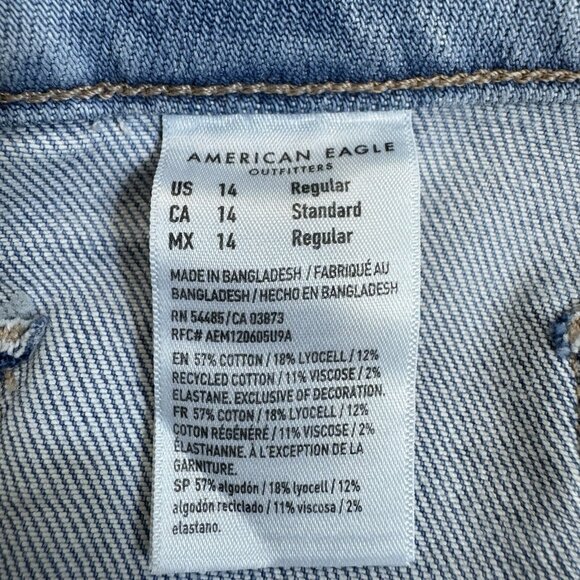 AMERICAN EAGLE
OUTFITTERS
US 14 Regular
CA 14 Standard
MX 14 Regular
MADE IN BANGLADESH / FABRIQUÉ AU
BANGLADESH / HECHO EN BANGLADESH
RN 54485 / CA 03873
RFC# AEM120605U9A
EN 57% COTTON / 18% LYOCELL / 12%
RECYCLED COTTON / 11% VISCOSE / 2%
ELASTANE. EXCLUSIVE OF DECORATION.
FR 57% COTON / 18% LYOCELL / 12%
COTON RÉGÉNÉRÉ / 11% VISCOSE / 2%
ÉLASTHANNE. À L'EXCEPTION DE LA
GARNITURE.
SP 57% algodón / 18% lyocell / 12%
algodón reciclado / 11% viscosa / 2%
elastano.